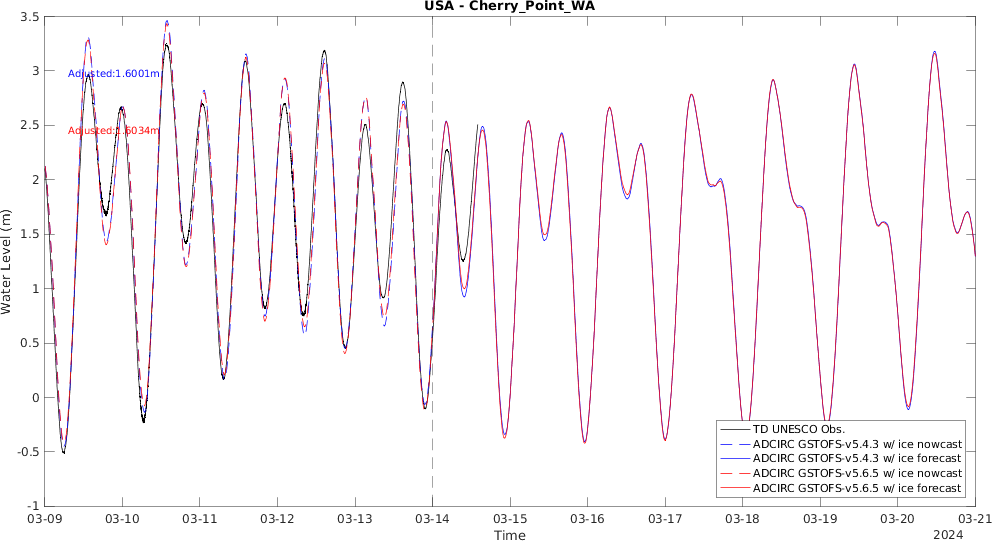 USA - Cherry_Point_WA
3.5
3
2.5
2
1.5
1
0.5
0
-0.5
-1
Water Level (m)
Adjusted:1.6001m
Adjusted:1.6034m
TD UNESCO Obs.
ADCIRC GSTOFS-v5.4.3 w/ ice nowcast
ADCIRC GSTOFS-v5.4.3 w/ ice forecast
ADCIRC GSTOFS-v5.6.5 w/ ice nowcast
ADCIRC GSTOFS-v5.6.5 w/ ice forecast
03-09 03-10 03-11 03-12 03-13 03-14 03-15 03-16 03-17 03-18 03-19 03-20 03-21
Time
2024